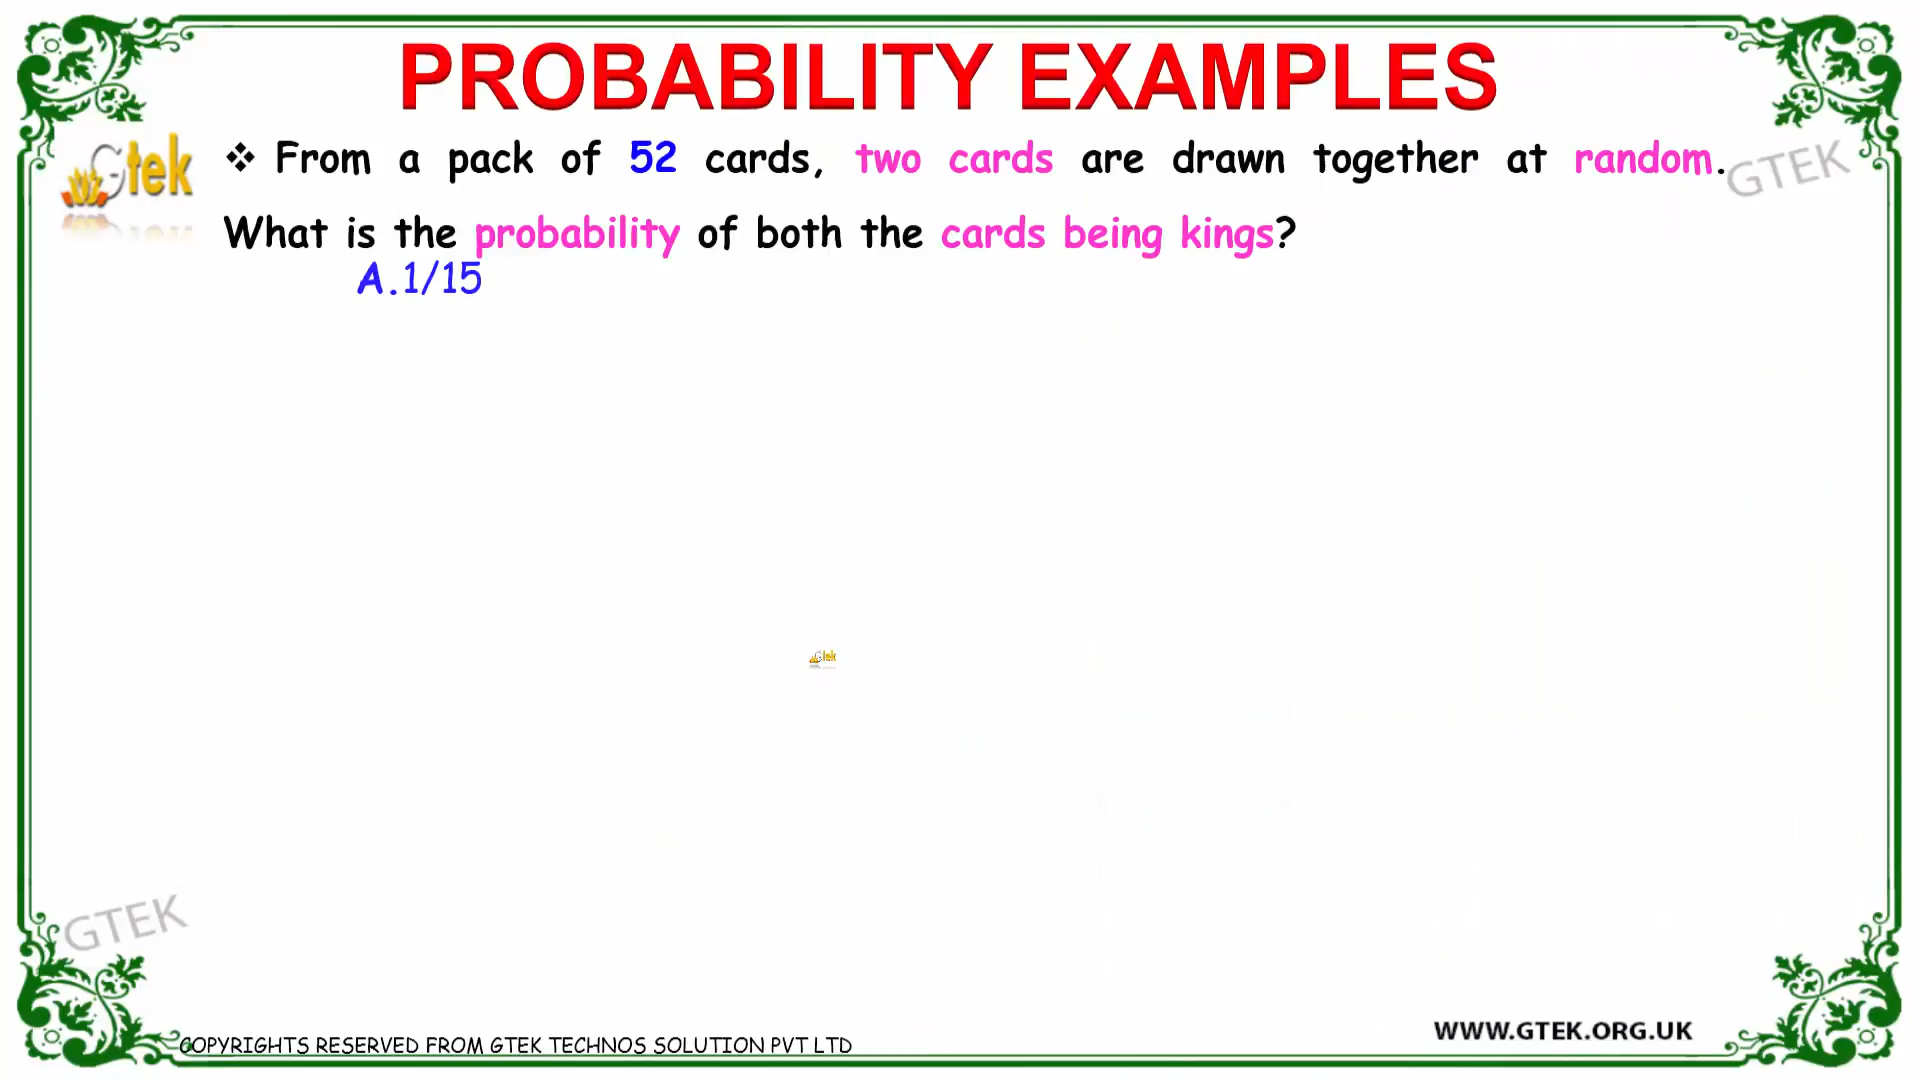 PROBABILITY EXAMPLES
Gtek
❖ From a pack of 52 cards, two cards are drawn together at random.
GTEK
What is the probability of both the cards being kings?
A.1/15
Gtek
GTEK
WWW.GTEK.ORG.UK
COPYRIGHTS RESERVED FROM GTEK TECHNOS SOLUTION PVT LTD